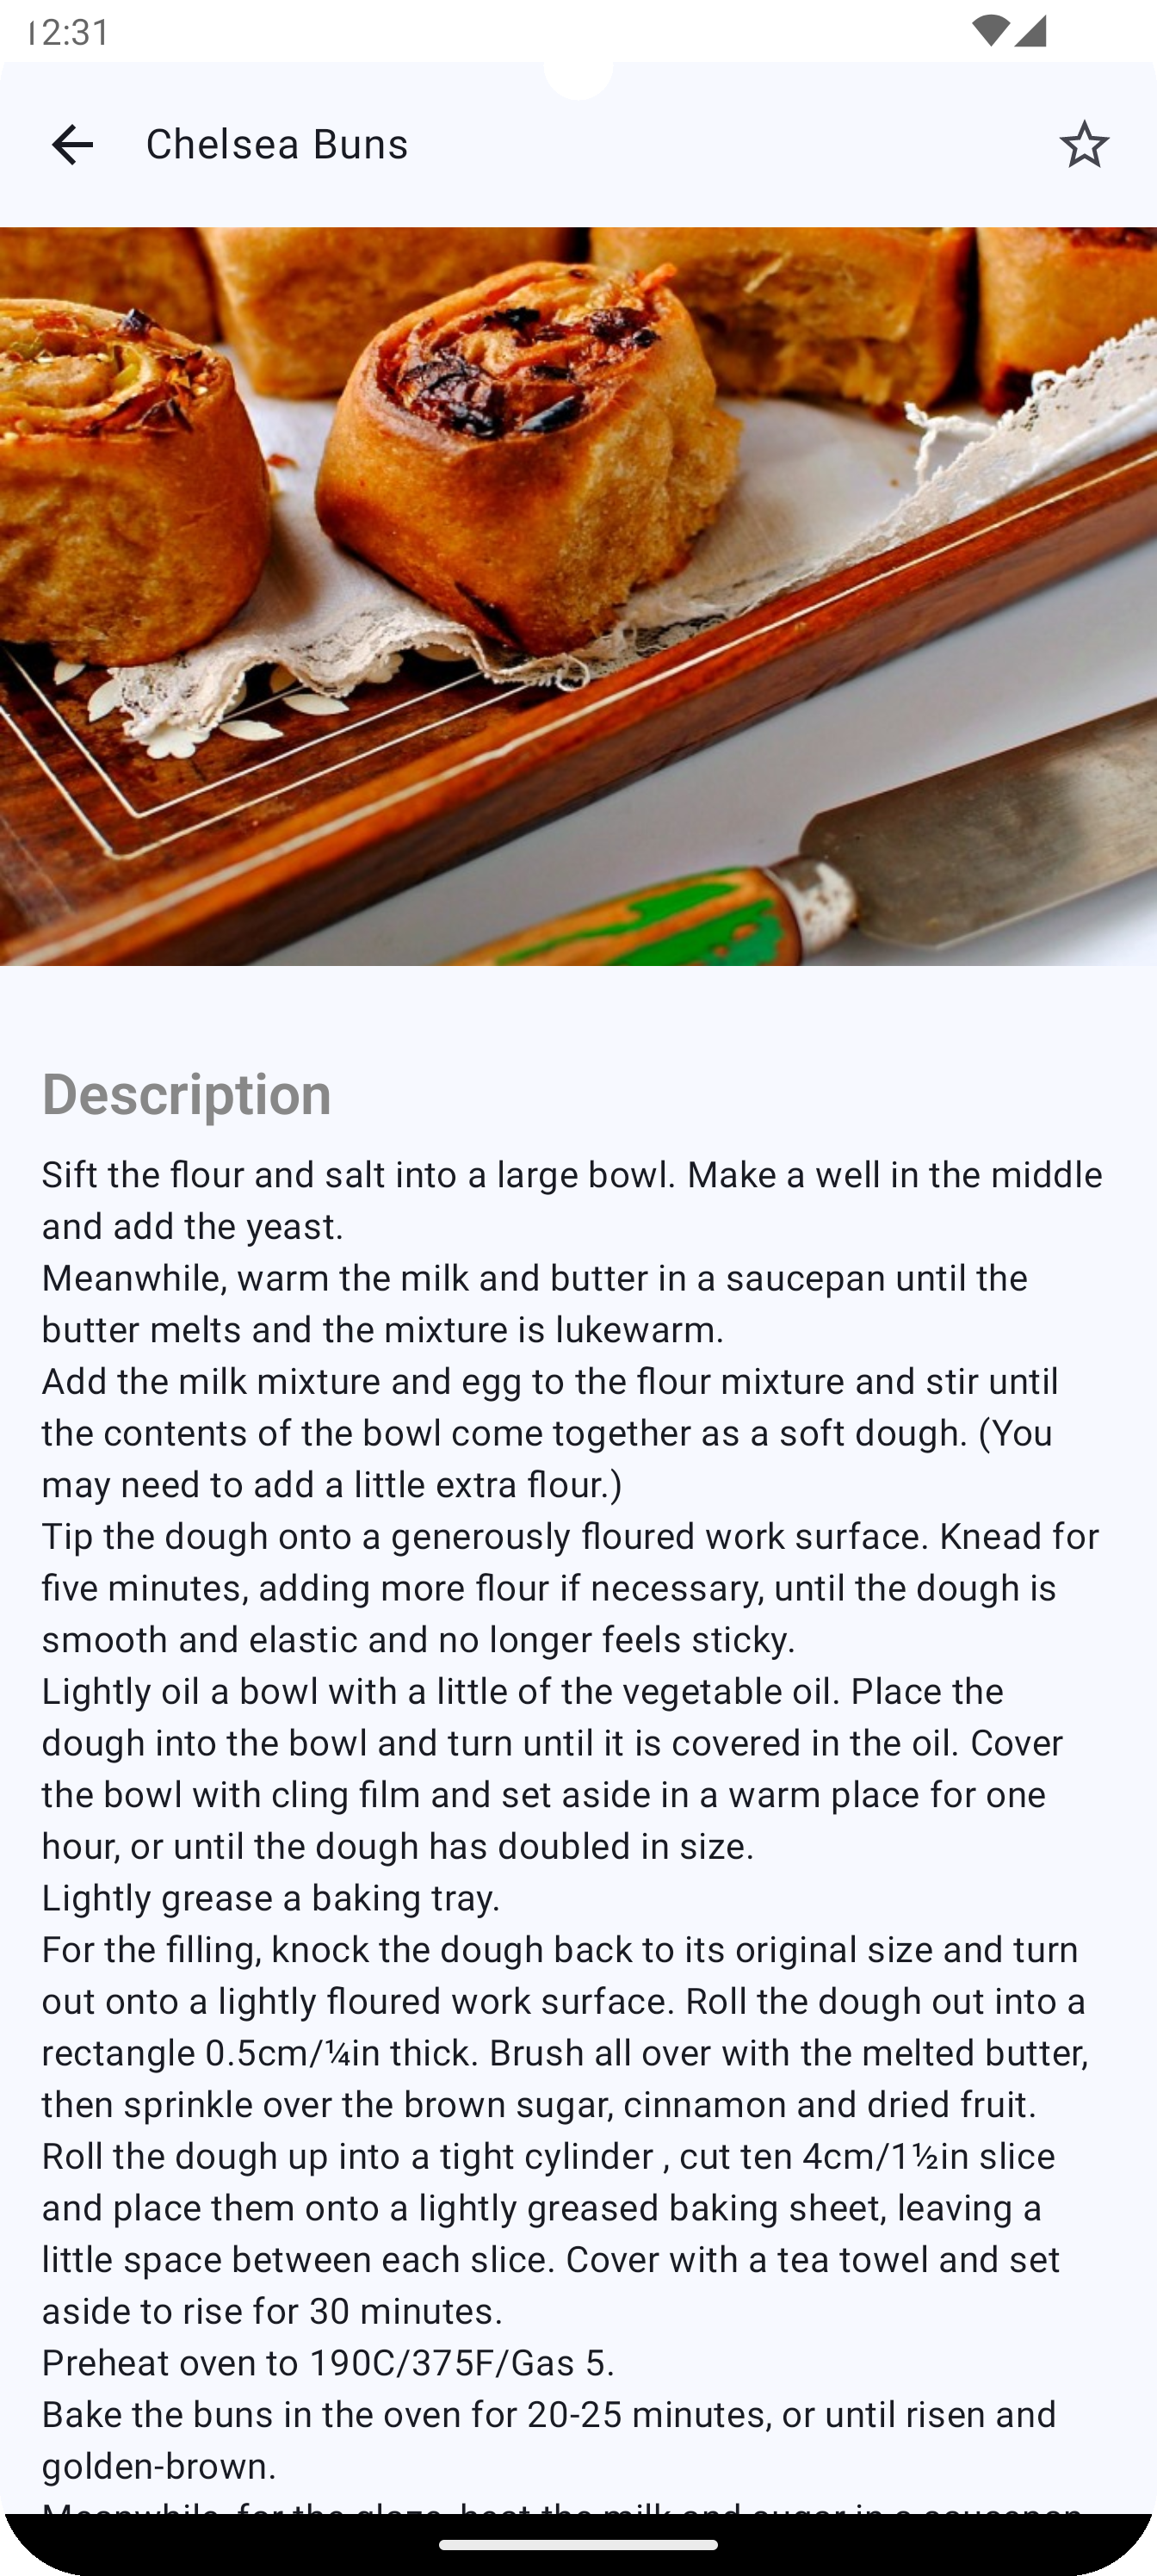 12:31
Chelsea Buns
Description
Sift the flour and salt into a large bowl. Make a well in the middle
and add the yeast.
Meanwhile, warm the milk and butter in a saucepan until the
butter melts and the mixture is lukewarm.
Add the milk mixture and egg to the flour mixture and stir until
the contents of the bowl come together as a soft dough. (You
may need to add a little extra flour.)
Tip the dough onto a generously floured work surface. Knead for
five minutes, adding more flour if necessary, until the dough is
smooth and elastic and no longer feels sticky.
Lightly oil a bowl with a little of the vegetable oil. Place the
dough into the bowl and turn until it is covered in the oil. Cover
the bowl with cling film and set aside in a warm place for one
hour, or until the dough has doubled in size.
Lightly grease a baking tray.
For the filling, knock the dough back to its original size and turn
out onto a lightly floured work surface. Roll the dough out into a
rectangle 0.5cm/¼in thick. Brush all over with the melted butter,
then sprinkle over the brown sugar, cinnamon and dried fruit.
Roll the dough up into a tight cylinder , cut ten 4cm/1½in slice
and place them onto a lightly greased baking sheet, leaving a
little space between each slice. Cover with a tea towel and set
aside to rise for 30 minutes.
Preheat oven to 190C/375F/Gas 5.
Bake the buns in the oven for 20-25 minutes, or until risen and
golden-brown.
Meanwhile, for the glaze, heat the milk and sugar in a saucepan